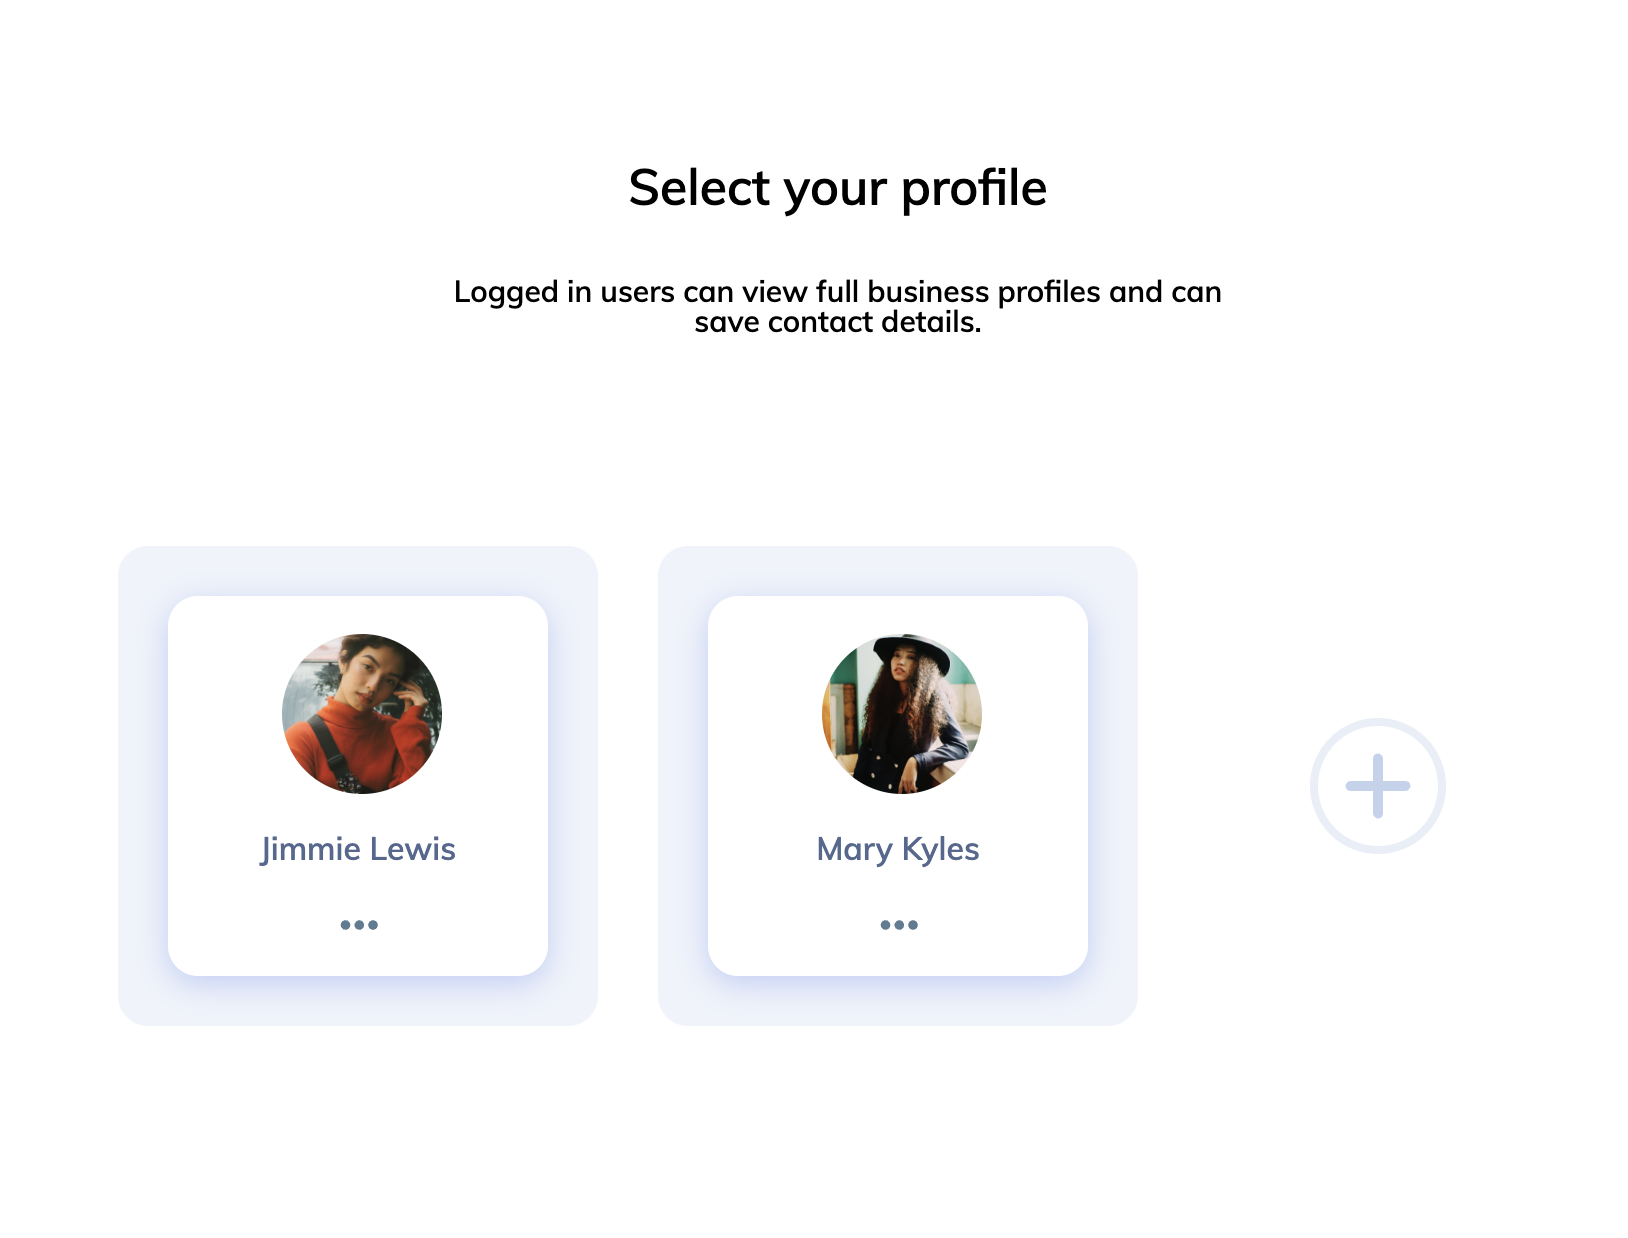 Select your profile
Logged in users can view full business profiles and can
save contact details.
Jimmie Lewis
Mary Kyles